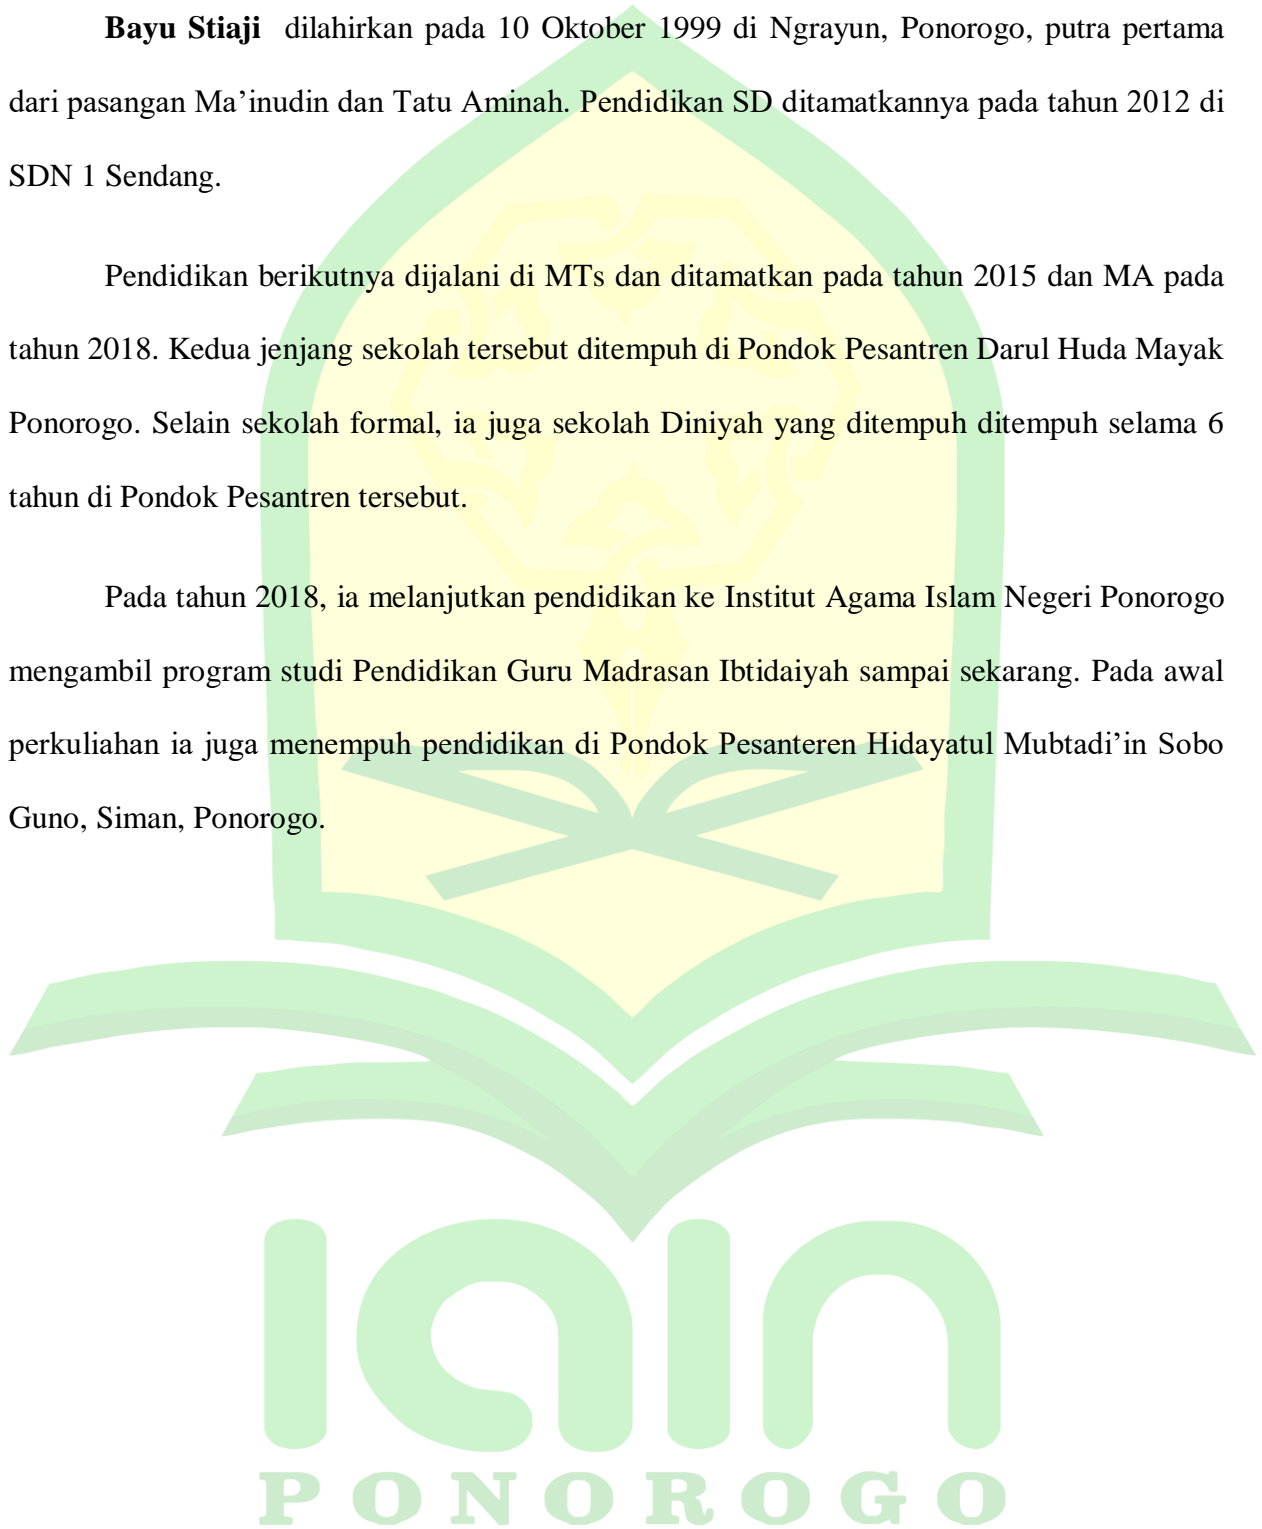 Bayu Stiaji dilahirkan pada 10 Oktober 1999 di Ngrayun, Ponorogo, putra pertama
dari pasangan Ma’inudin dan Tatu Aminah. Pendidikan SD ditamatkannya pada tahun 2012 di
SDN 1 Sendang.
Pendidikan berikutnya dijalani di MTs dan ditamatkan pada tahun 2015 dan MA pada
tahun 2018. Kedua jenjang sekolah tersebut ditempuh di Pondok Pesantren Darul Huda Mayak
Ponorogo. Selain sekolah formal, ia juga sekolah Diniyah yang ditempuh ditempuh selama 6
tahun di Pondok Pesantren tersebut.
Pada tahun 2018, ia melanjutkan pendidikan ke Institut Agama Islam Negeri Ponorogo
mengambil program studi Pendidikan Guru Madrasan Ibtidaiyah sampai sekarang. Pada awal
perkuliahan ia juga menempuh pendidikan di Pondok Pesanteren Hidayatul Mubtadi’in Sobo
Guno, Siman, Ponorogo.
iain
PONOROGO